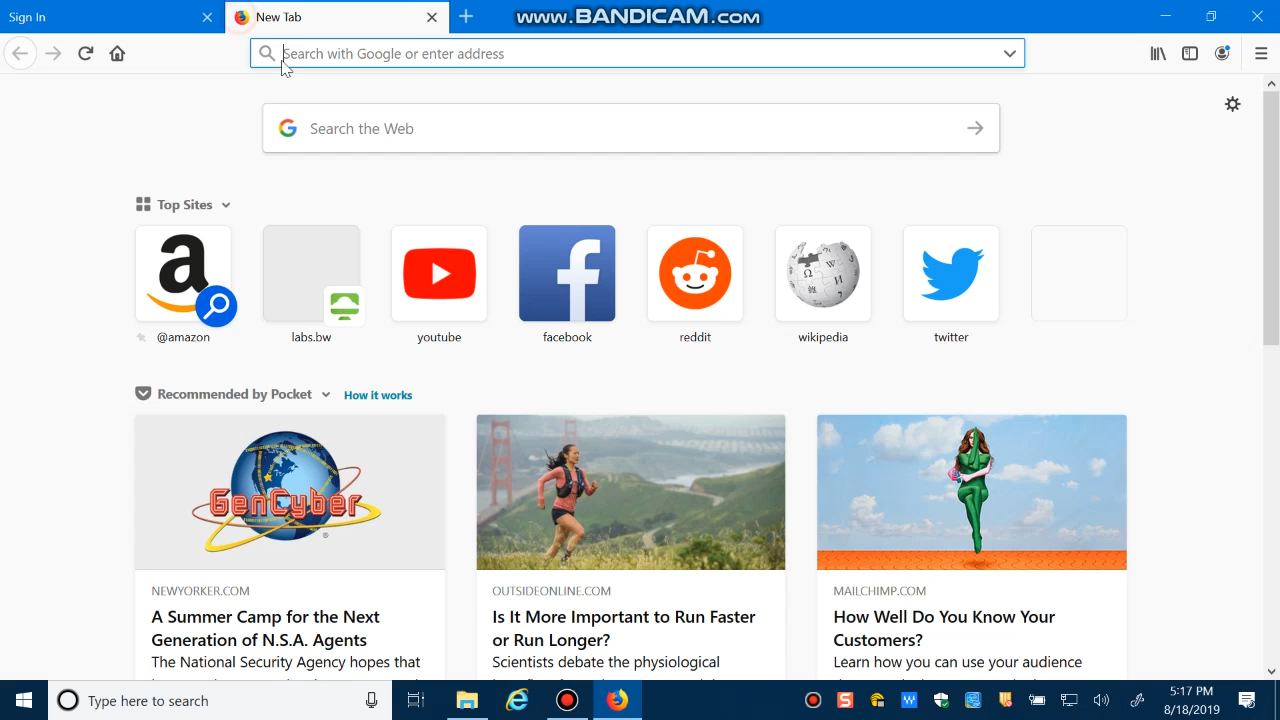 Sign In
New Tab
www.BANDICAM.com
Search with Google or enter address
Search the Web
Top Sites
a
f
W
Ω
И
@amazon
labs.bw
youtube
facebook
reddit
wikipedia
twitter
Recommended by Pocket
How it works
GenCyber
NEWYORKER.COM
A Summer Camp for the Next
Generation of N.S.A. Agents
The National Security Agency hopes that
OUTSIDEONLINE.COM
Is It More Important to Run Faster
or Run Longer?
Scientists debate the physiological
MAILCHIMP.COM
How Well Do You Know Your
Customers?
Learn how you can use your audience
Type here to search
5:17 PM
8/18/2019